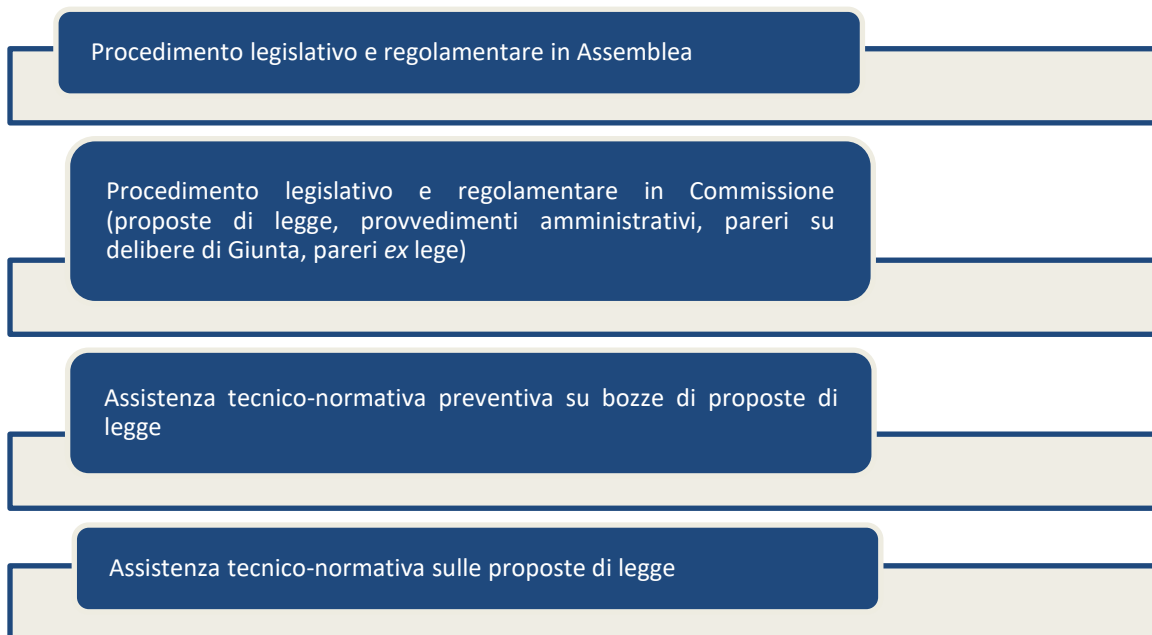 Procedimento legislativo e regolamentare in Assemblea
Procedimento legislativo e regolamentare in Commissione
(proposte di legge, provvedimenti amministrativi, pareri su
delibere di Giunta, pareri ex lege)
Assistenza tecnico-normativa preventiva su bozze di proposte di
legge
Assistenza tecnico-normativa sulle proposte di legge